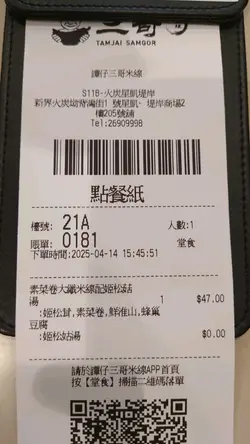 三哥
TAMJAI SAMGOR
譚仔三哥米線
S118-火炭星凱堤岸
新界火炭坳背灣街1號星凱.堤岸商場2
樓205號舖
Tel:26909998
點餐紙
檯號: 21A 人數:1
賬單: 0181 堂食
下單時間:2025-04-14 15:45:51
素菜卷大纖米線配姬松茸
湯 1 $47.00
:姬松茸,素菜卷,鮮淮山,蜂巢
豆腐
:姬松茸湯 $0.00
請於譚仔三哥米線APP首頁
按【堂食】掃描二維碼落單